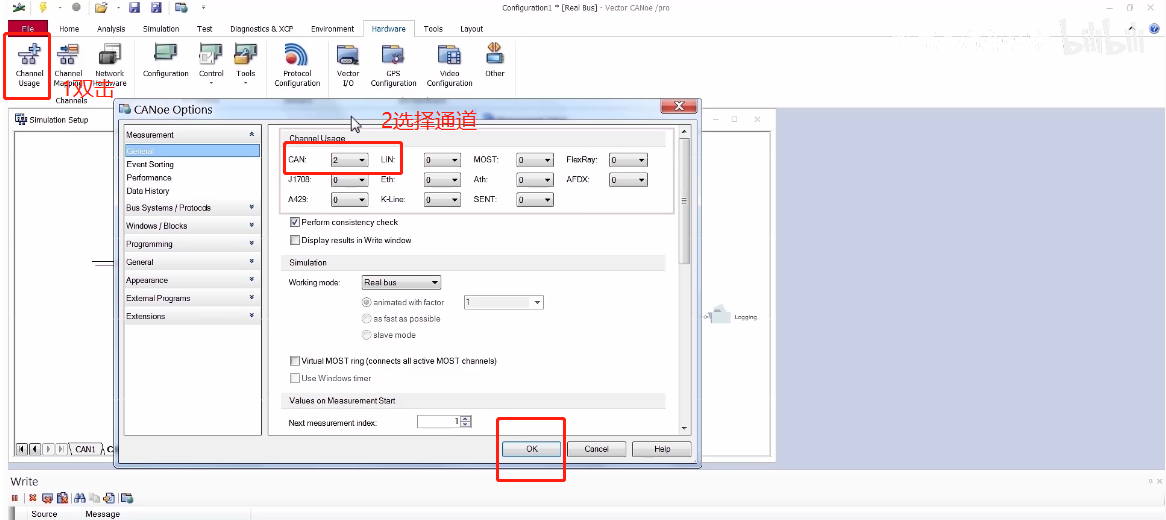 Configuration1 * [Real Bus] - Vector CANoe /pro
File Home Analysis Simulation Test Diagnostics & XCP Environment Hardware Tools Layout
Channel Usage
Channel
Network Hardware
Configuration
Control
Tools
Protocol Configuration
Vector I/O
GPS Configuration
Video Configuration
Other
Channels
1双击
bilibili
Simulation Setup
CANoe Options
2选择通道
Measurement
General
Event Sorting
Performance
Data History
Bus Systems / Protocols
Windows / Blocks
Programming
General
Appearance
External Programs
Extensions
Channel Usage
CAN: 2 LIN: 0 MOST: 0 FlexRay: 0
J1708: 0 Eth: 0 Ath: 0 AFDX: 0
A429: 0 K-Line: 0 SENT: 0
Perform consistency check
Display results in Write window
Simulation
Working mode: Real bus
animated with factor 1
as fast as possible
slave mode
Virtual MOST ring (connects all active MOST channels)
Use Windows timer
Values on Measurement Start
Next measurement index: 1
OK Cancel Help
Logging
CAN1
Write
Source Message